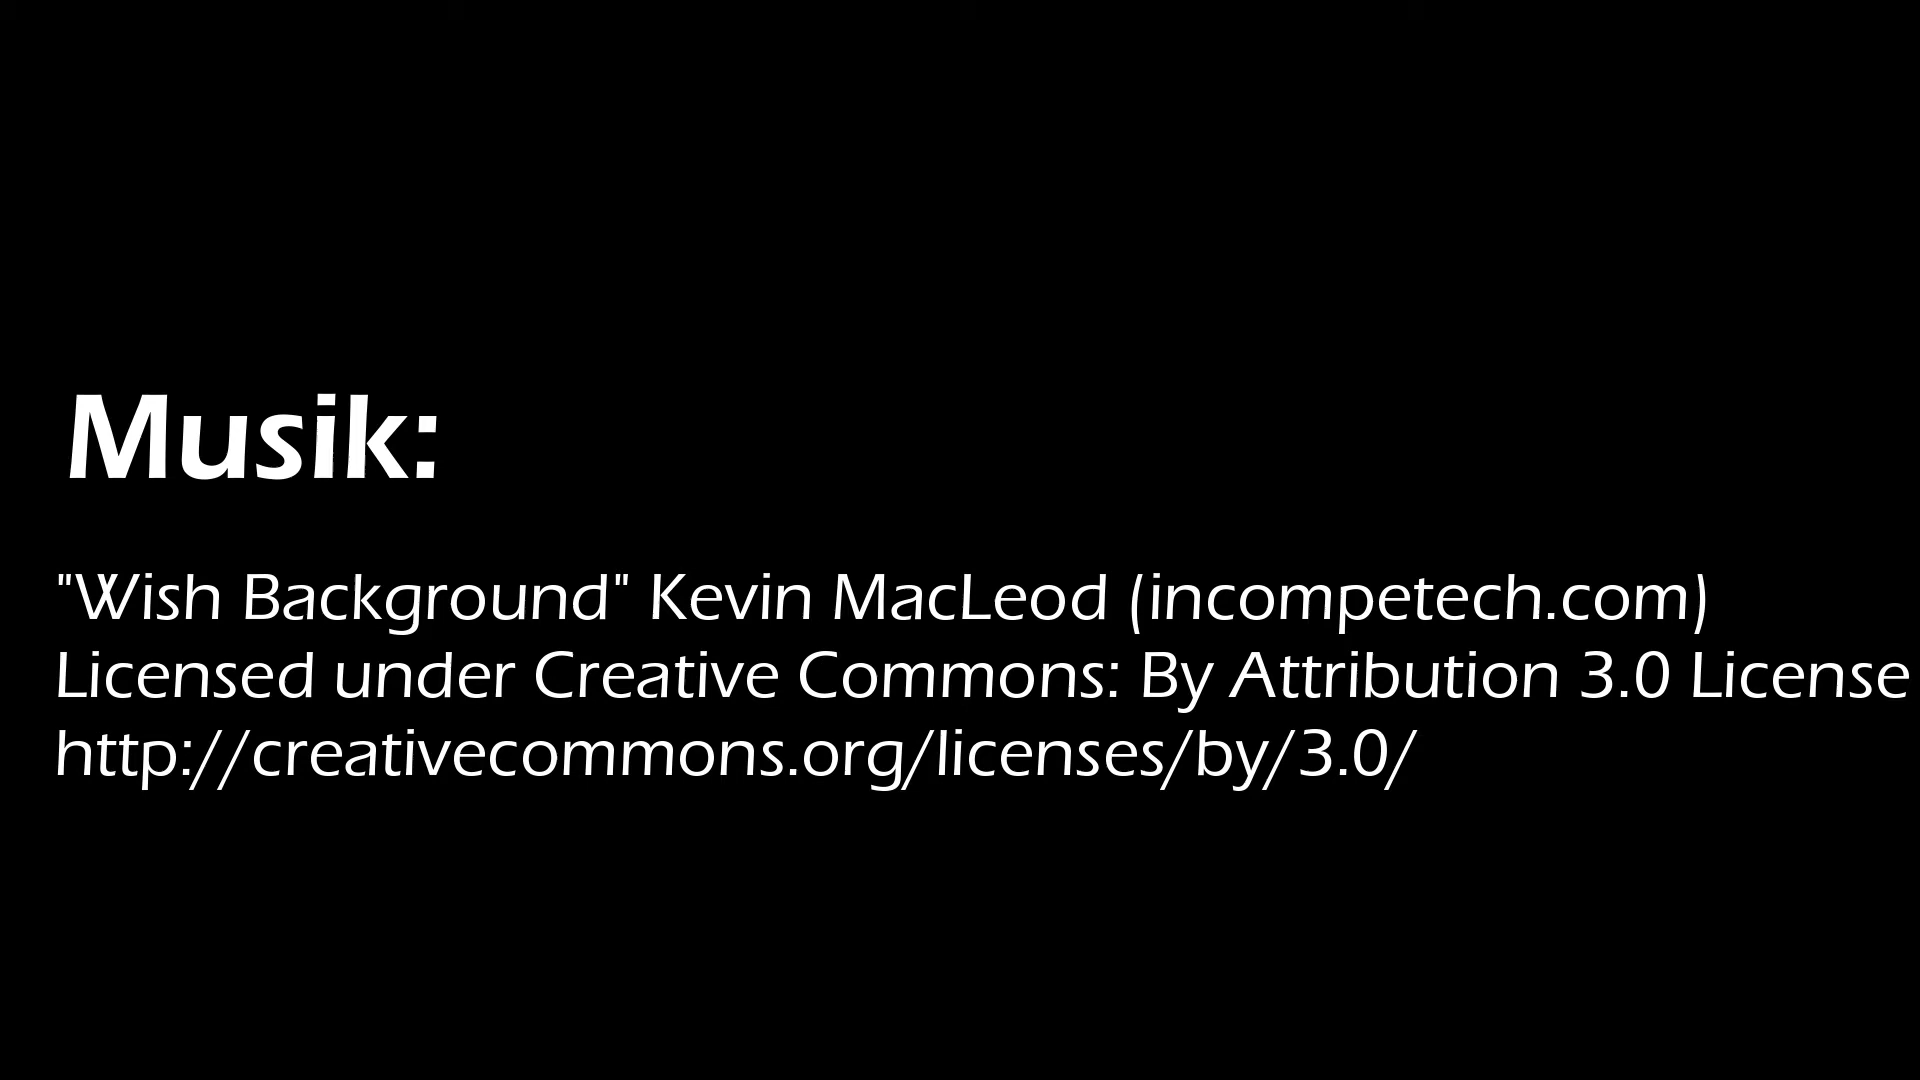 Musik:
"Wish Background" Kevin MacLeod (incompetech.com)
Licensed under Creative Commons: By Attribution 3.0 License
http://creativecommons.org/licenses/by/3.0/